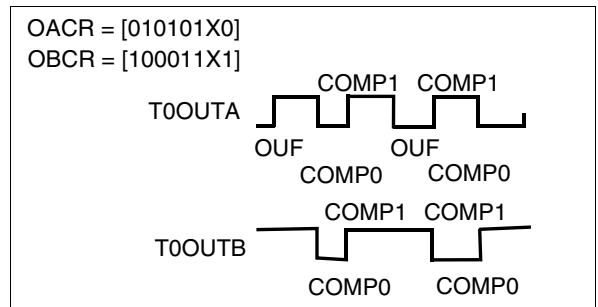 OACR = [010101X0]
OBCR = [100011X1]
COMP1 COMP1
T0OUTA
OUF OUF
COMP0 COMP0
COMP1 COMP1
T0OUTB
COMP0 COMP0